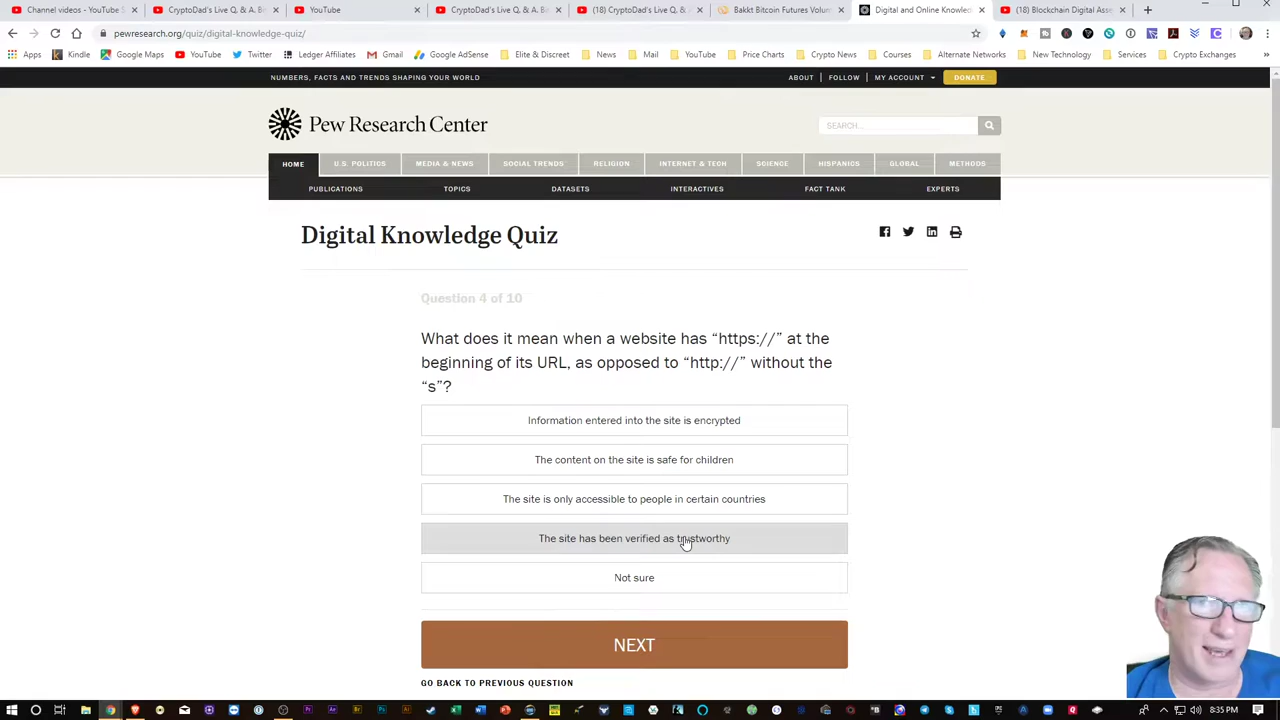 Channel videos - YouTube S
CryptoDad's Live Q. & A. Be
YouTube
CryptoDad's Live Q. & A. B
(18) CryptoDad's Live Q. & A.
Bakkt Bitcoin Futures Volum
Digital and Online Knowled
(18) Blockchain Digital Ass
pewresearch.org/quiz/digital-knowledge-quiz/
Apps Kindle Google Maps YouTube Twitter Ledger Affiliates Gmail Google AdSense Elite & Discreet News Mail YouTube Price Charts Crypto News Courses Alternate Networks New Technology Services Crypto Exchanges
NUMBERS, FACTS AND TRENDS SHAPING YOUR WORLD
ABOUT | FOLLOW | MY ACCOUNT
DONATE
Pew Research Center
SEARCH...
HOME U.S. POLITICS MEDIA & NEWS SOCIAL TRENDS RELIGION INTERNET & TECH SCIENCE HISPANICS GLOBAL METHODS
PUBLICATIONS TOPICS DATASETS INTERACTIVES FACT TANK EXPERTS
Digital Knowledge Quiz
Question 4 of 10
What does it mean when a website has “https://” at the
beginning of its URL, as opposed to “http://” without the
“s”?
Information entered into the site is encrypted
The content on the site is safe for children
The site is only accessible to people in certain countries
The site has been verified as trustworthy
Not sure
NEXT
GO BACK TO PREVIOUS QUESTION
8:35 PM